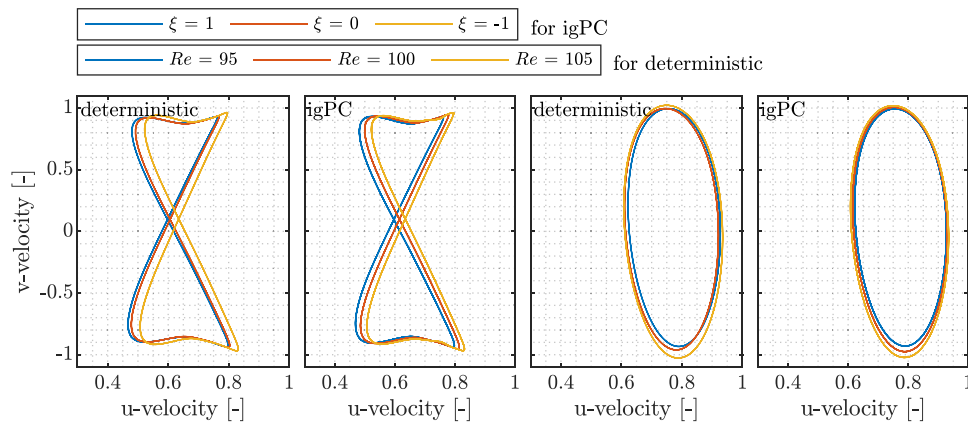 ξ = 1 ξ = 0 ξ = -1 for igPC
Re = 95 Re = 100 Re = 105 for deterministic
deterministic igPC deterministic igPC
1
0.5
0
-0.5
-1
v-velocity [-]
0.4 0.6 0.8 1 0.4 0.6 0.8 1 0.4 0.6 0.8 1 0.4 0.6 0.8 1
u-velocity [-] u-velocity [-] u-velocity [-] u-velocity [-]